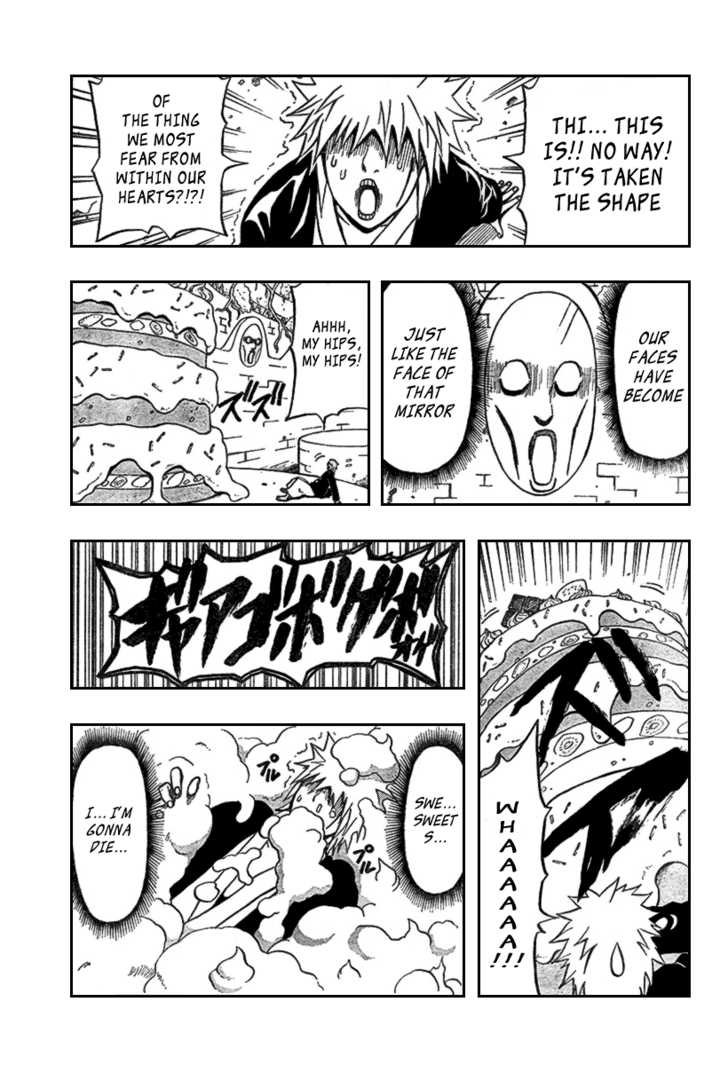 THI... THIS
IS!! NO WAY!
IT'S TAKEN
THE SHAPE
OF
THE THING
WE MOST
FEAR FROM
WITHIN OUR
HEARTS?!?!
OUR
FACES
HAVE
BECOME
JUST
LIKE THE
FACE OF
THAT
MIRROR
AHHH,
MY HIPS,
MY HIPS!
ズズ
ズズ
WHAAAAAA!!!
ギャアゴボゲボ
SWE...
SWEET
S...
プル
プル
I... I'M
GONNA
DIE...